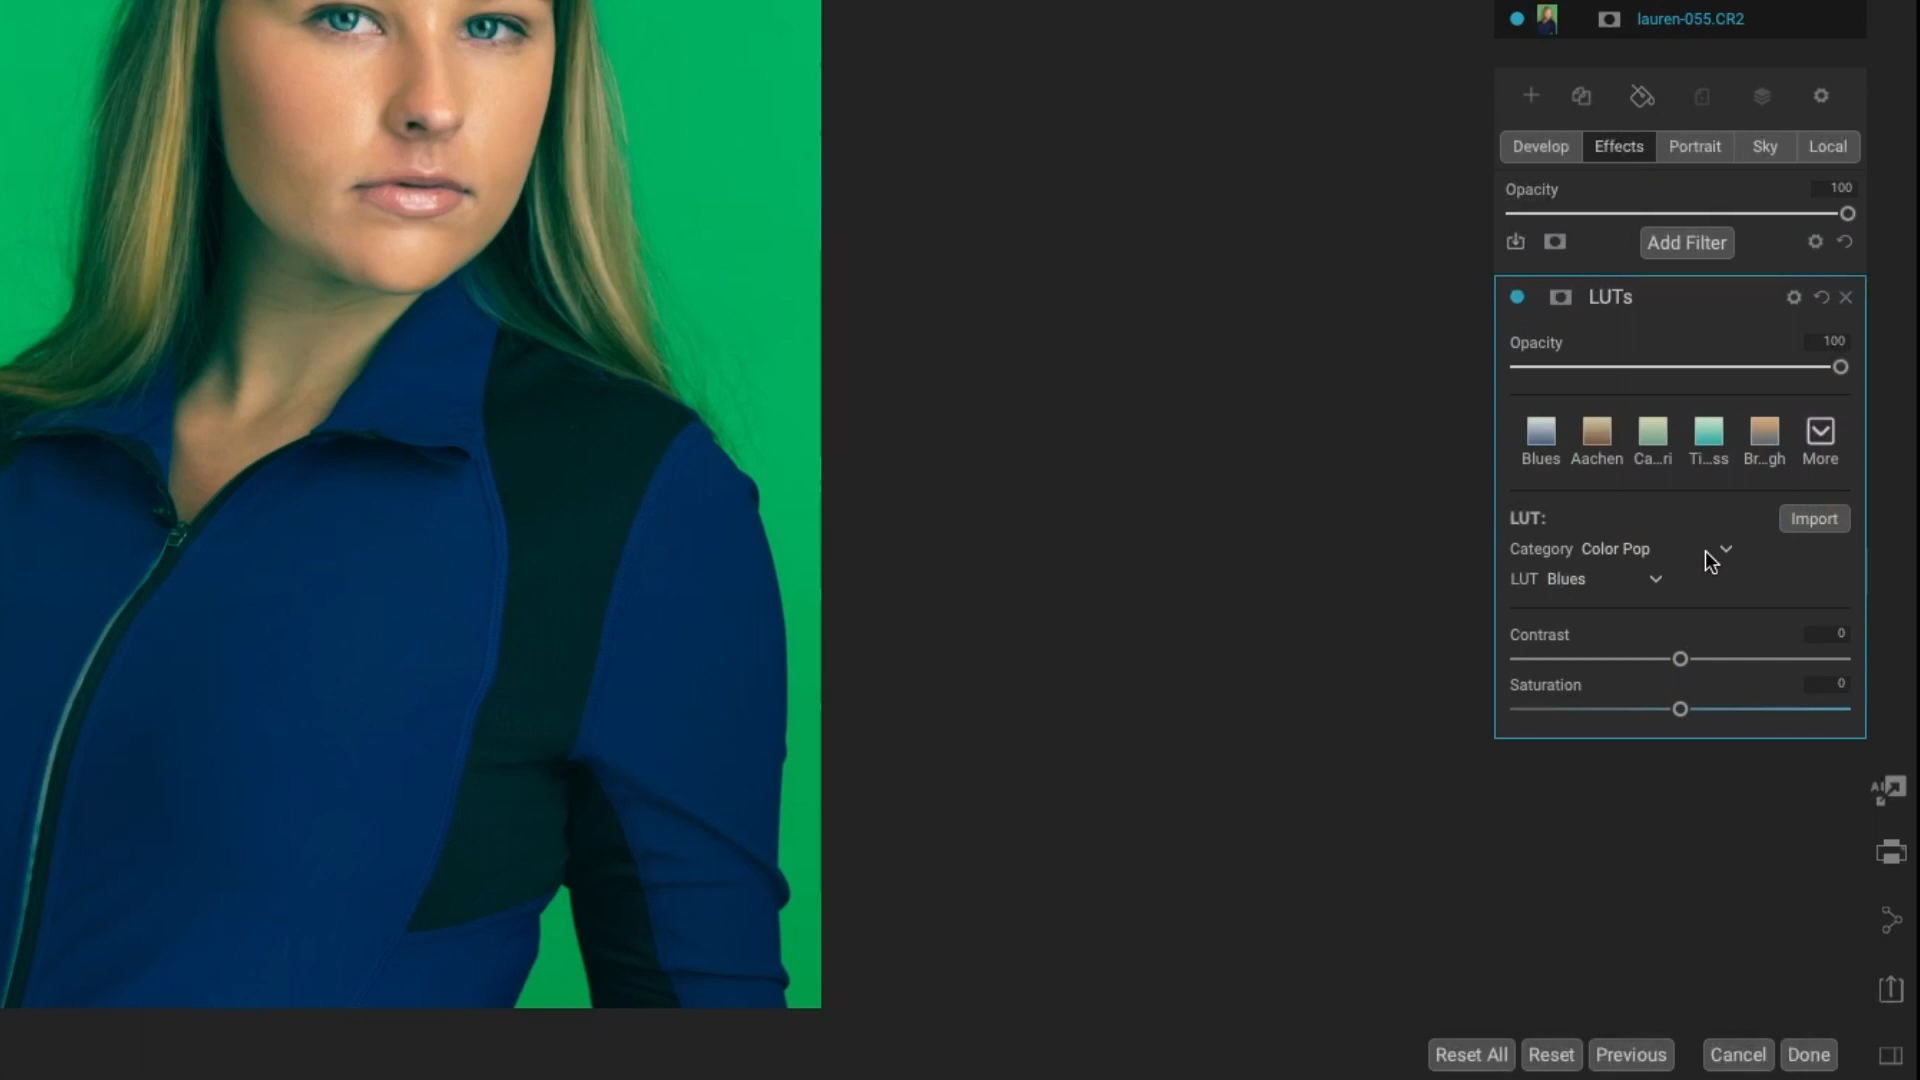 lauren-055.CR2
Develop Effects Portrait Sky Local
Opacity 100
Add Filter
LUTs
Opacity 100
Blues Aachen Ca...ri Ti...ss Br...gh More
LUT: Import
Category Color Pop
LUT Blues
Contrast 0
Saturation 0
AI
Reset All Reset Previous Cancel Done